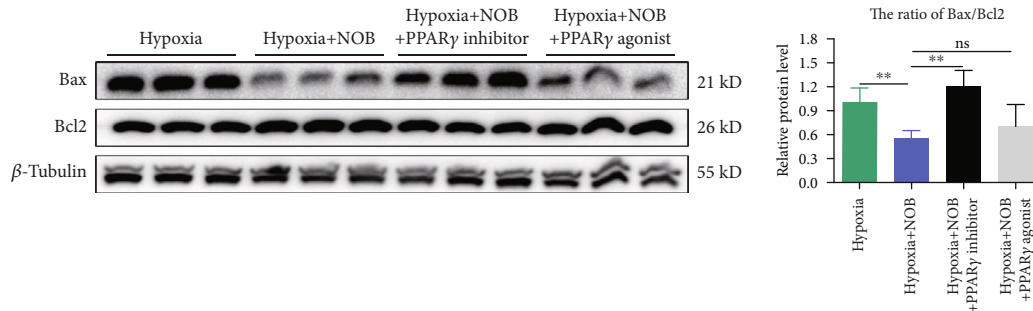 Hypoxia
Hypoxia+NOB
Hypoxia+NOB
+PPARγ inhibitor
Hypoxia+NOB
+PPARγ agonist
Bax
21 kD
Bcl2
26 kD
β-Tubulin
55 kD
The ratio of Bax/Bcl2
Relative protein level
1.8
1.5
1.2
0.9
0.6
0.3
0.0
**
**
ns
Hypoxia
Hypoxia+NOB
Hypoxia+NOB
+PPARγ inhibitor
Hypoxia+NOB
+PPARγ agonist